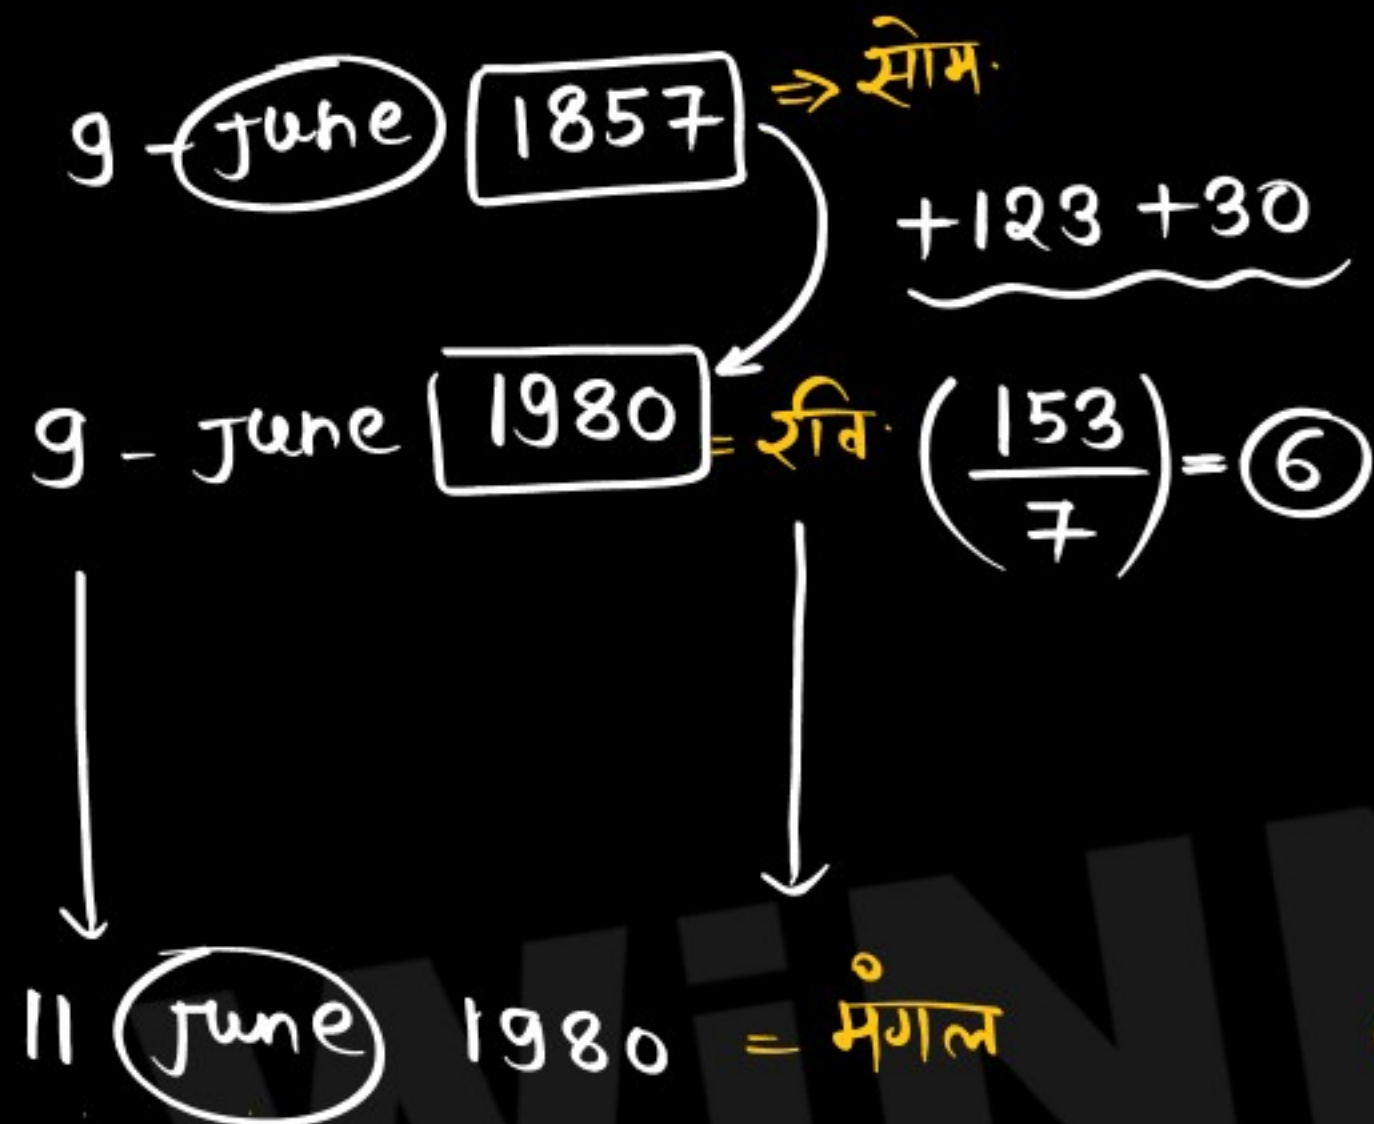 9 - June 1857 ⇒ सोम.
+123 +30
9 - June 1980 = रवि. (153/7) = 6
11 June 1980 = मंगल